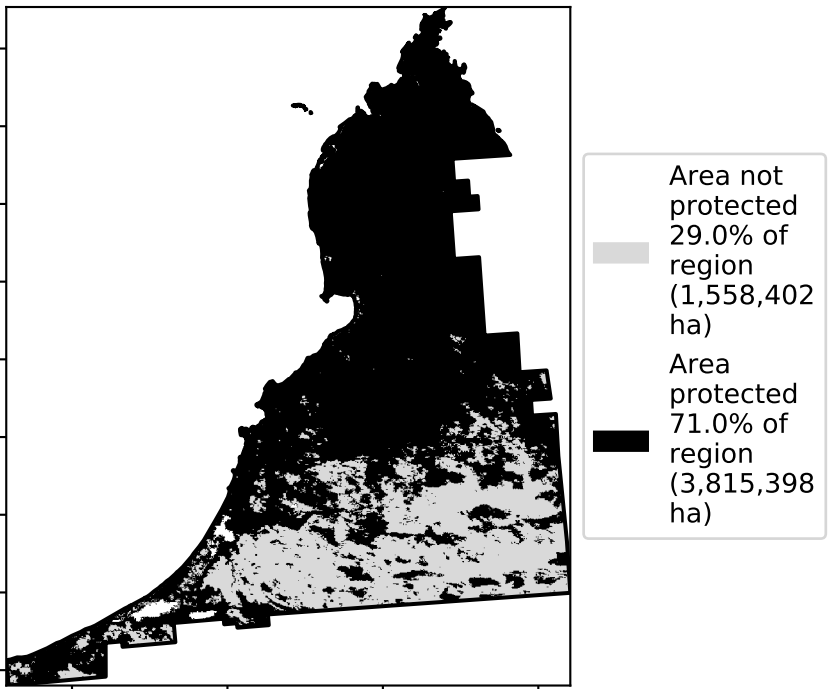 Area not
protected
29.0% of
region
(1,558,402
ha)
Area
protected
71.0% of
region
(3,815,398
ha)